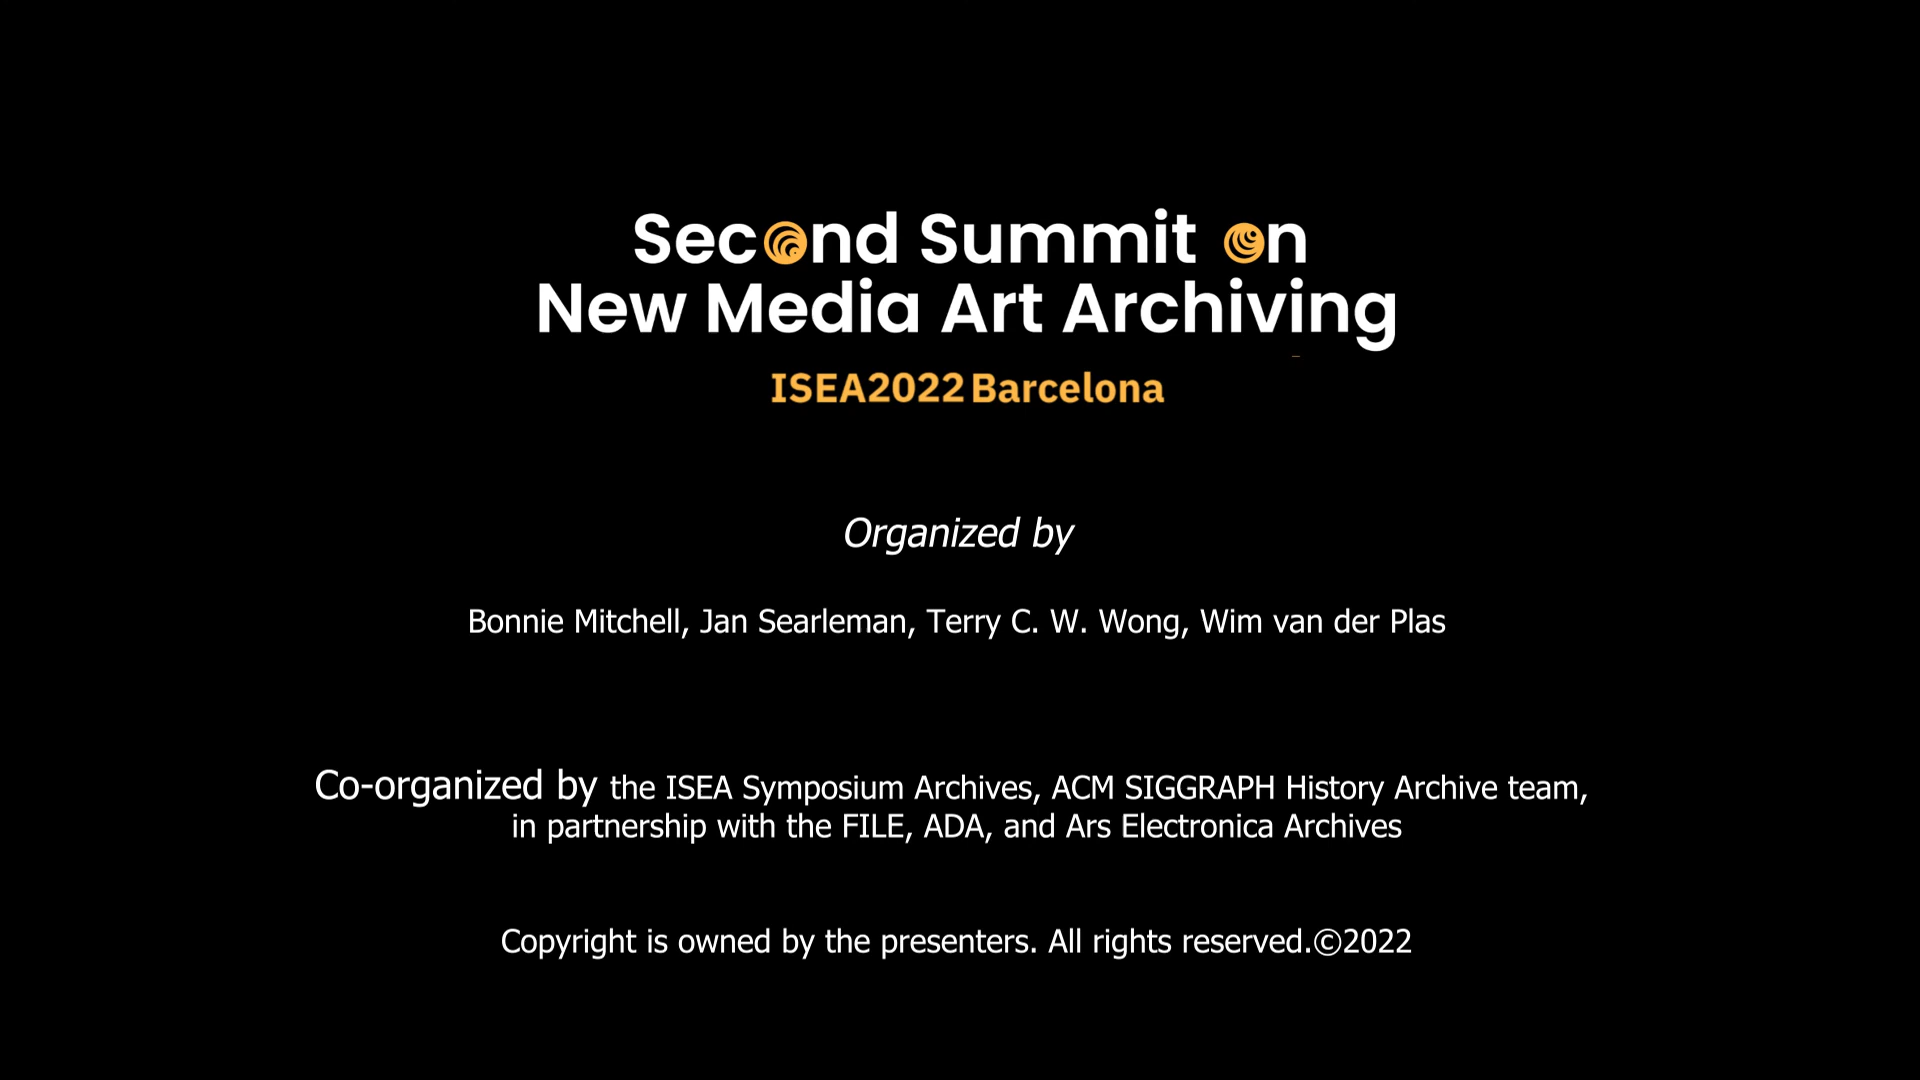 Second Summit on
New Media Art Archiving
ISEA2022 Barcelona
Organized by
Bonnie Mitchell, Jan Searleman, Terry C. W. Wong, Wim van der Plas
Co-organized by the ISEA Symposium Archives, ACM SIGGRAPH History Archive team,
in partnership with the FILE, ADA, and Ars Electronica Archives
Copyright is owned by the presenters. All rights reserved.©2022